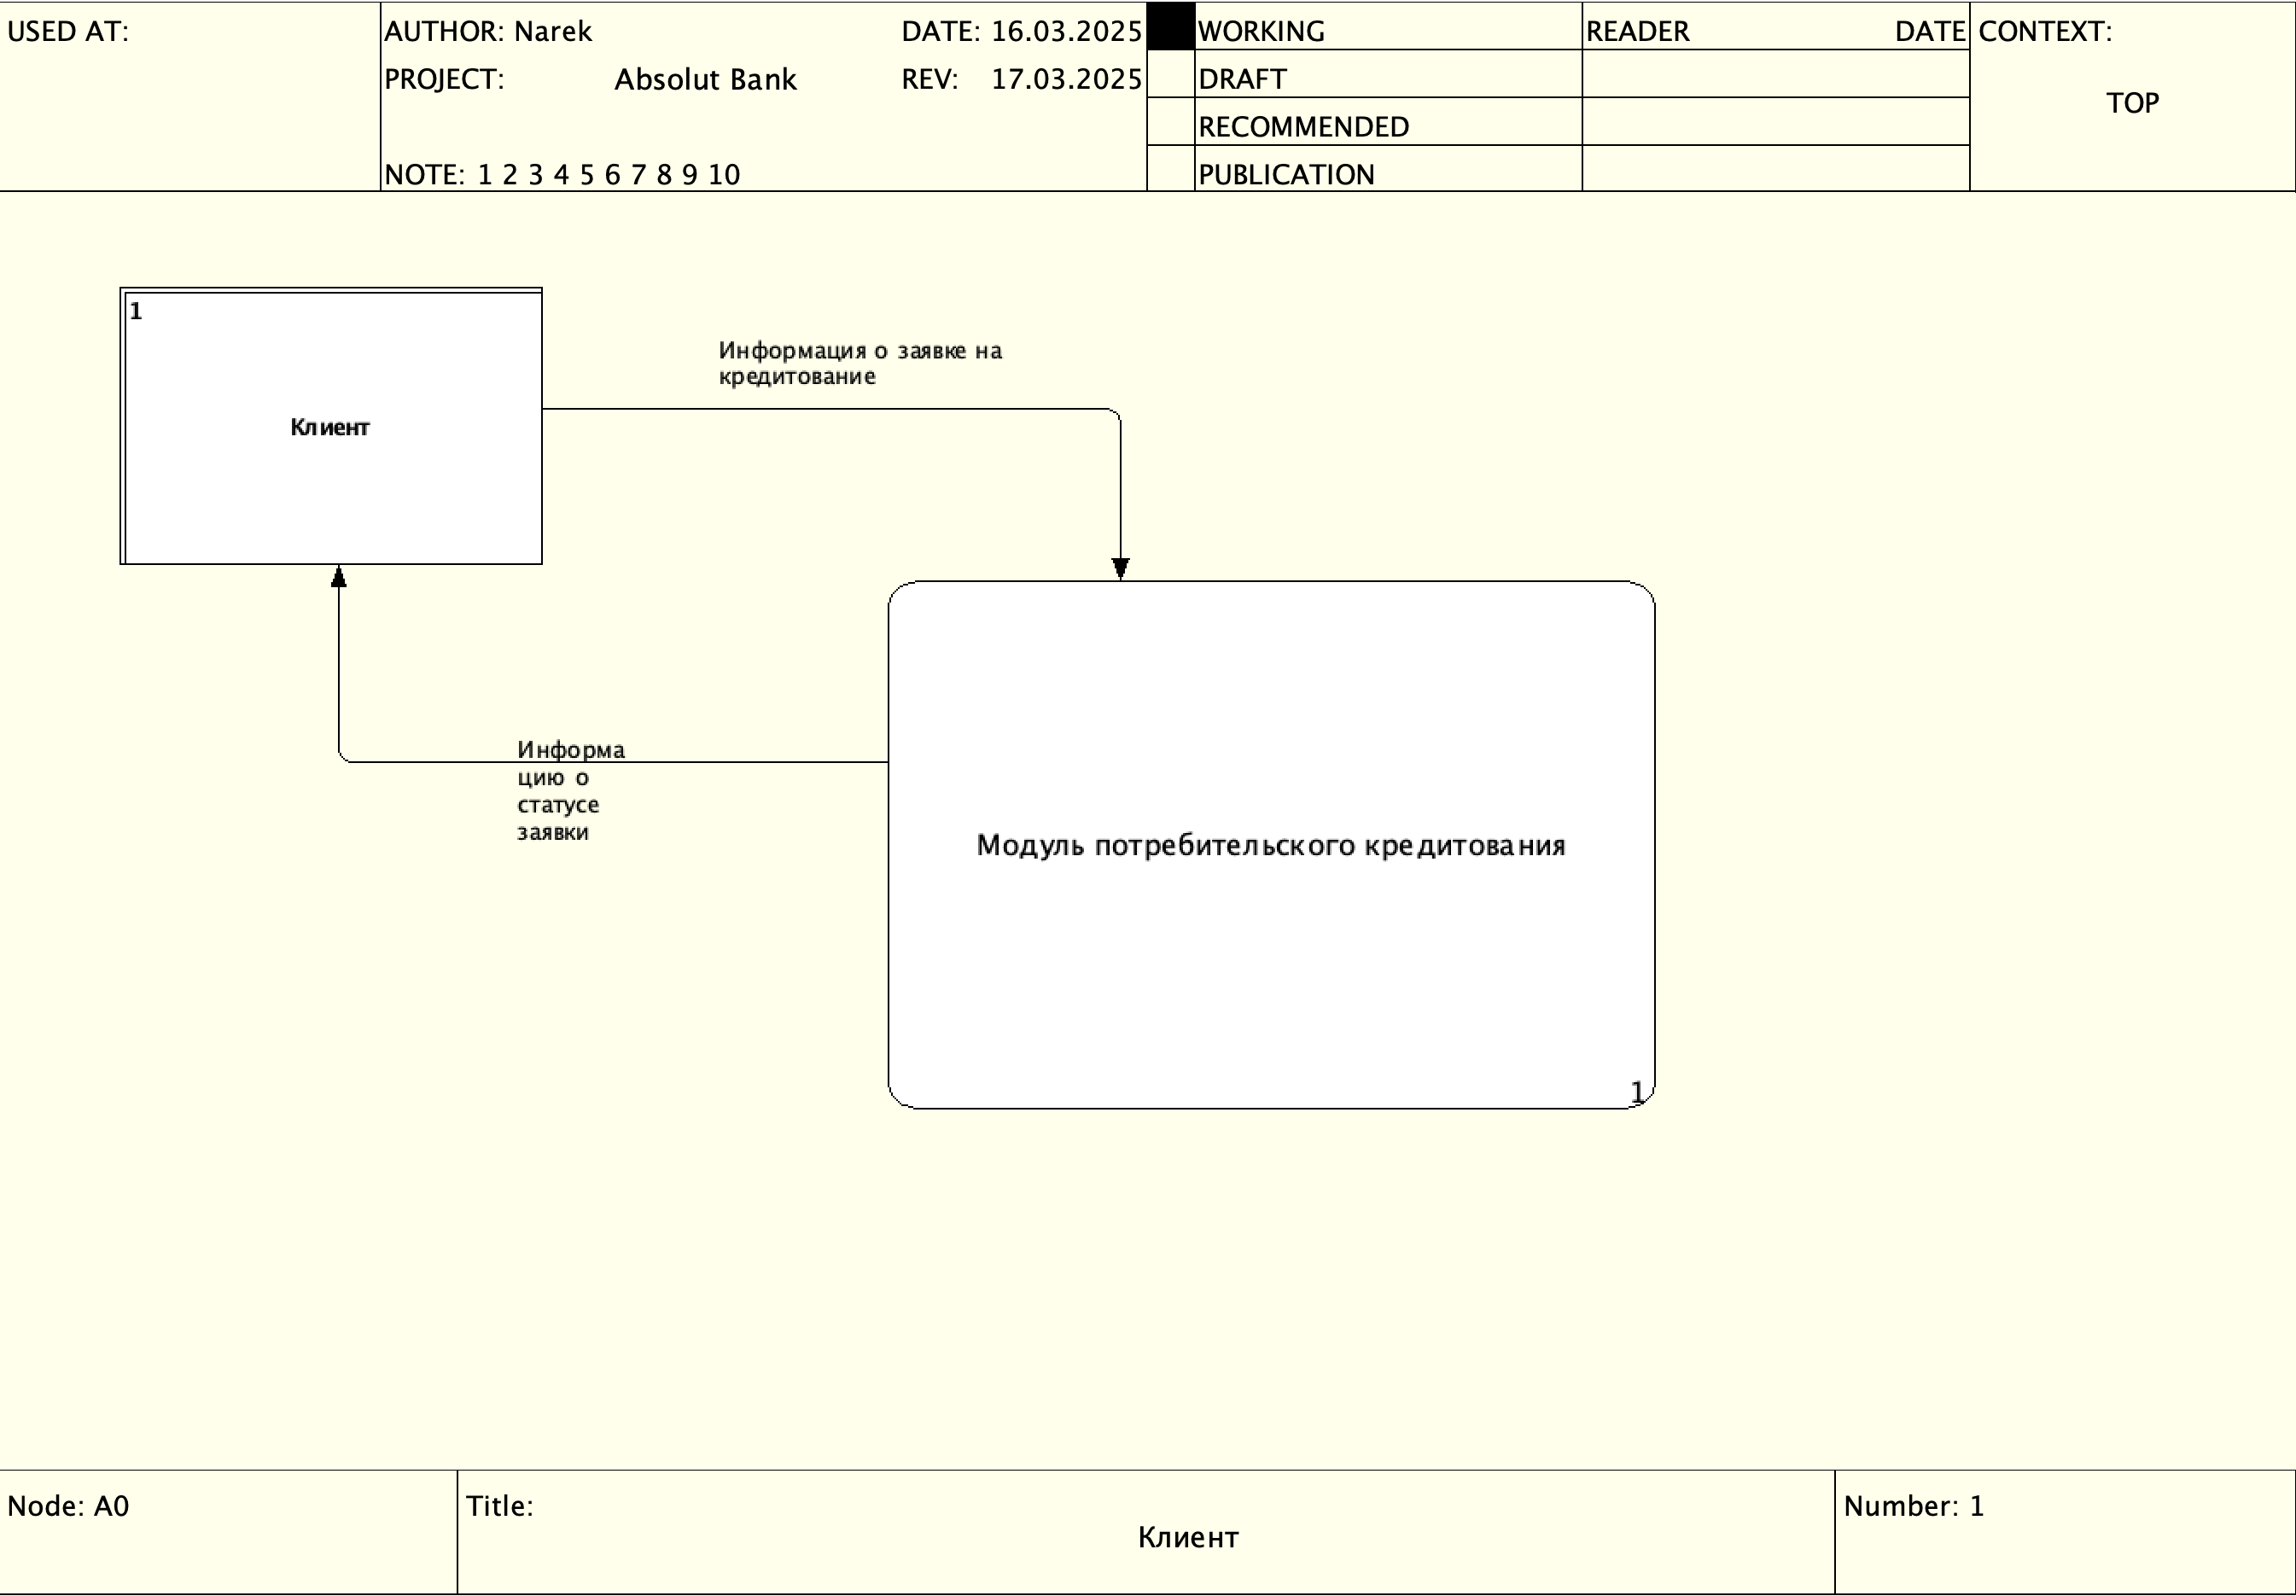 USED AT:
AUTHOR: Narek
DATE: 16.03.2025
PROJECT: Absolut Bank
REV: 17.03.2025
NOTE: 1 2 3 4 5 6 7 8 9 10
WORKING
DRAFT
RECOMMENDED
PUBLICATION
READER DATE
CONTEXT:
TOP
1
Клиент
Информация о заявке на
кредитование
Информа
цию о
статусе
заявки
Модуль потребительского кредитования
1
Node: A0
Title:
Клиент
Number: 1